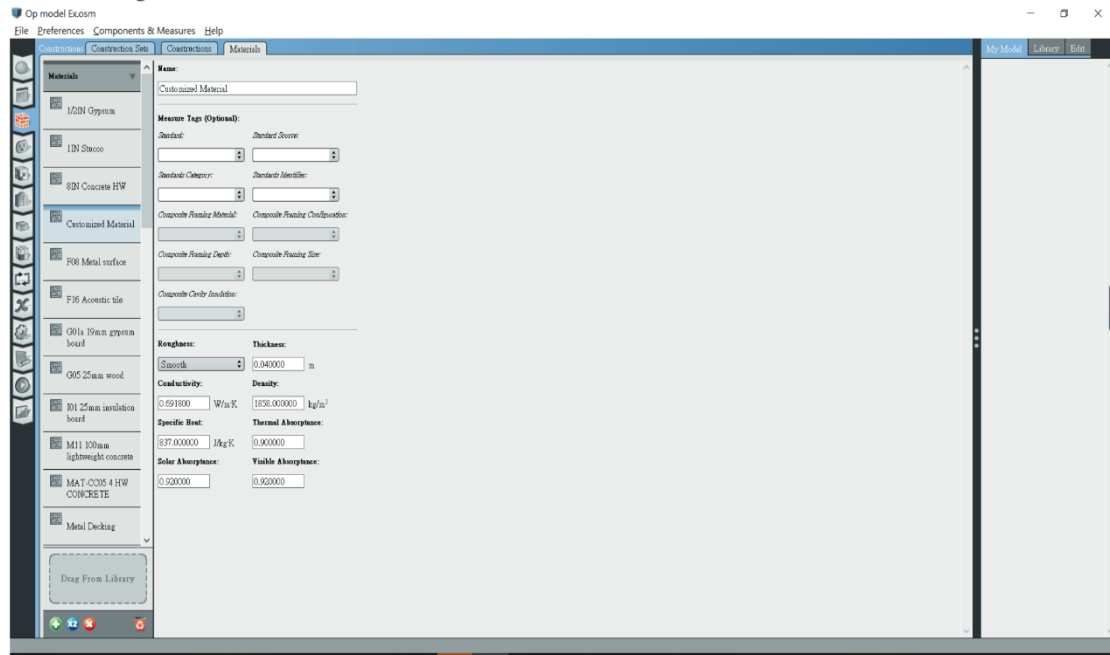 Op model Ex.osm
File Preferences Components & Measures Help
Constructions Construction Sets Constructions Materials My Model Library Edit
Materials
1/2IN Gypsum
1IN Stucco
8IN Concrete HW
Customized Material
F08 Metal surface
F16 Acoustic tile
G01a 19mm gypsum
board
G05 25mm wood
I01 25mm insulation
board
M11 100mm
lightweight concrete
MAT-CC05 4 HW
CONCRETE
Metal Decking
Drag From Library
x2
Name:
Customized Material
Measure Tags (Optional):
Standard: Standard Source:
Standards Category: Standards Identifier:
Composite Framing Material: Composite Framing Configuration:
Composite Framing Depth: Composite Framing Size:
Composite Cavity Insulation:
Roughness: Thickness:
Smooth 0.040000 m
Conductivity: Density:
0.691800 W/m·K 1858.000000 kg/m³
Specific Heat: Thermal Absorptance:
837.000000 J/kg·K 0.900000
Solar Absorptance: Visible Absorptance:
0.920000 0.920000